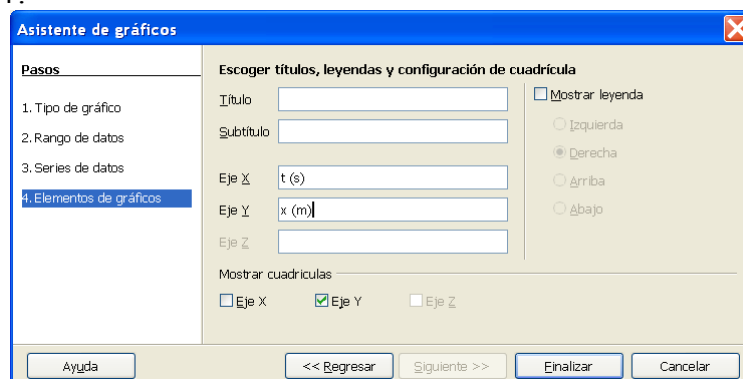 Asistente de gráficos
Pasos
1. Tipo de gráfico
2. Rango de datos
3. Series de datos
4. Elementos de gráficos
Escoger títulos, leyendas y configuración de cuadrícula
Título
Subtítulo
Eje X t (s)
Eje Y x (m)
Eje Z
Mostrar leyenda
Izquierda
Derecha
Arriba
Abajo
Mostrar cuadriculas
Eje X Eje Y Eje Z
Ayuda << Regresar Siguiente >> Finalizar Cancelar